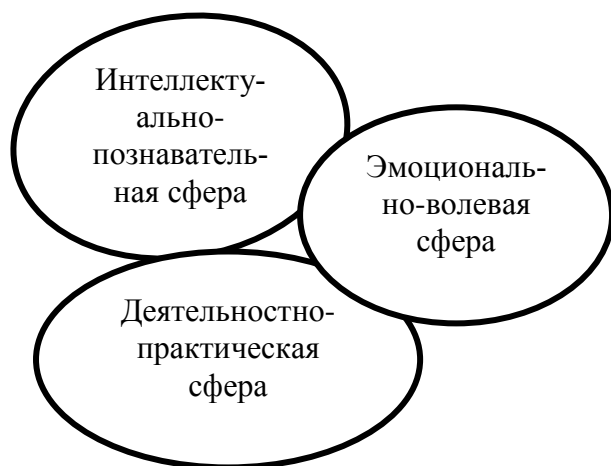 Интеллекту-
ально-
познаватель-
ная сфера
Эмоциональ-
но-волевая
сфера
Деятельностно-
практическая
сфера